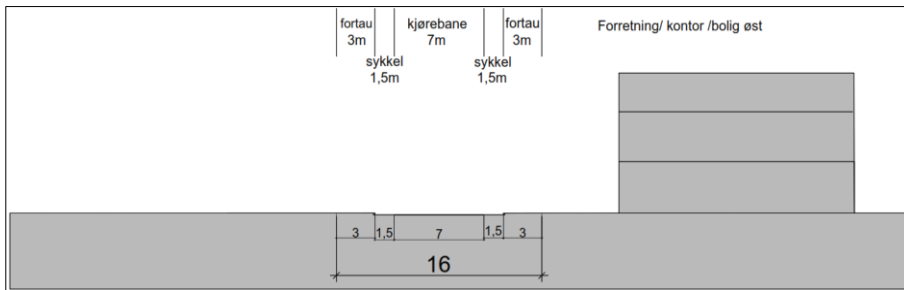 fortau
3m
kjørebane
7m
fortau
3m
Forretning/ kontor /bolig øst
sykkel
1,5m
sykkel
1,5m
3
1,5
7
1,5
3
16